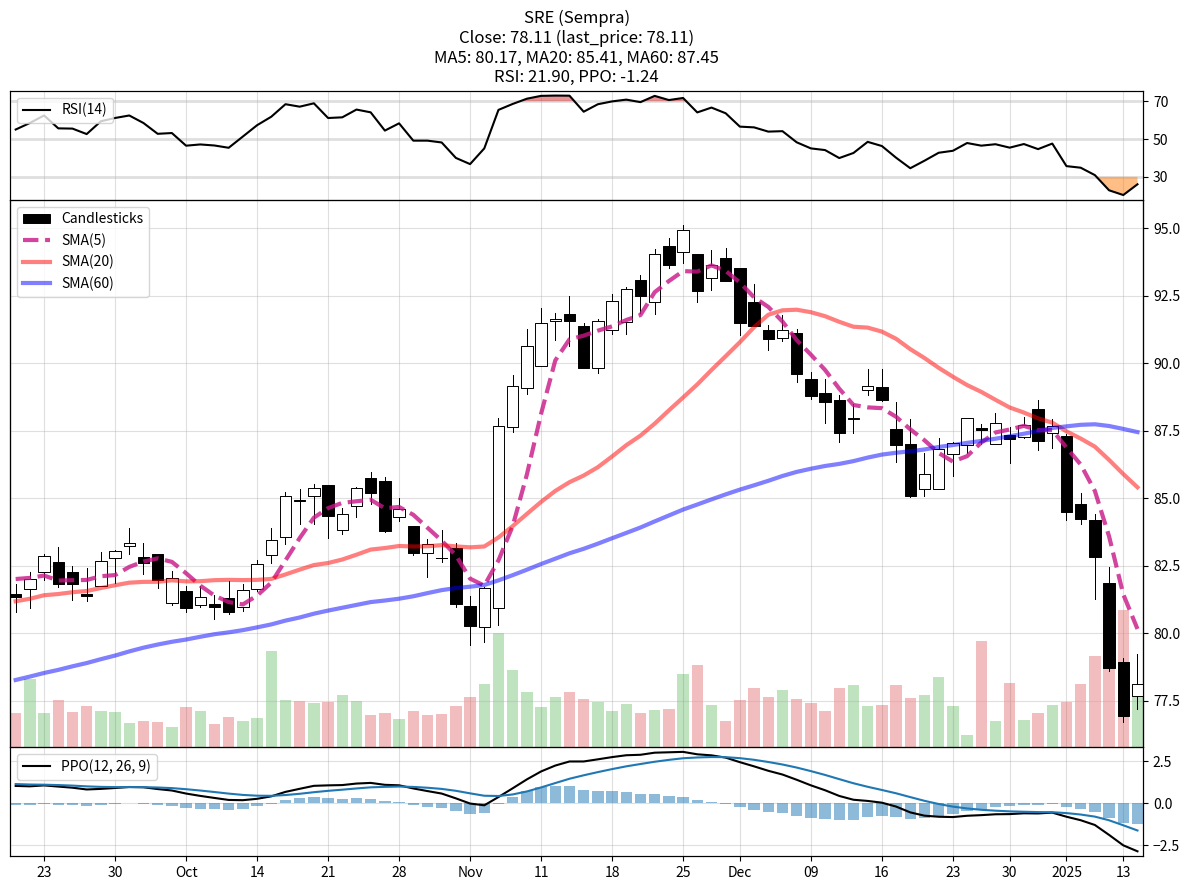 SRE (Sempra)
Close: 78.11 (last_price: 78.11)
MA5: 80.17, MA20: 85.41, MA60: 87.45
RSI: 21.90, PPO: -1.24
RSI(14)
70
50
30
Candlesticks
SMA(5)
SMA(20)
SMA(60)
95.0
92.5
90.0
87.5
85.0
82.5
80.0
77.5
PPO(12, 26, 9)
2.5
0.0
−2.5
23 30 Oct 14 21 28 Nov 11 18 25 Dec 09 16 23 30 2025 13